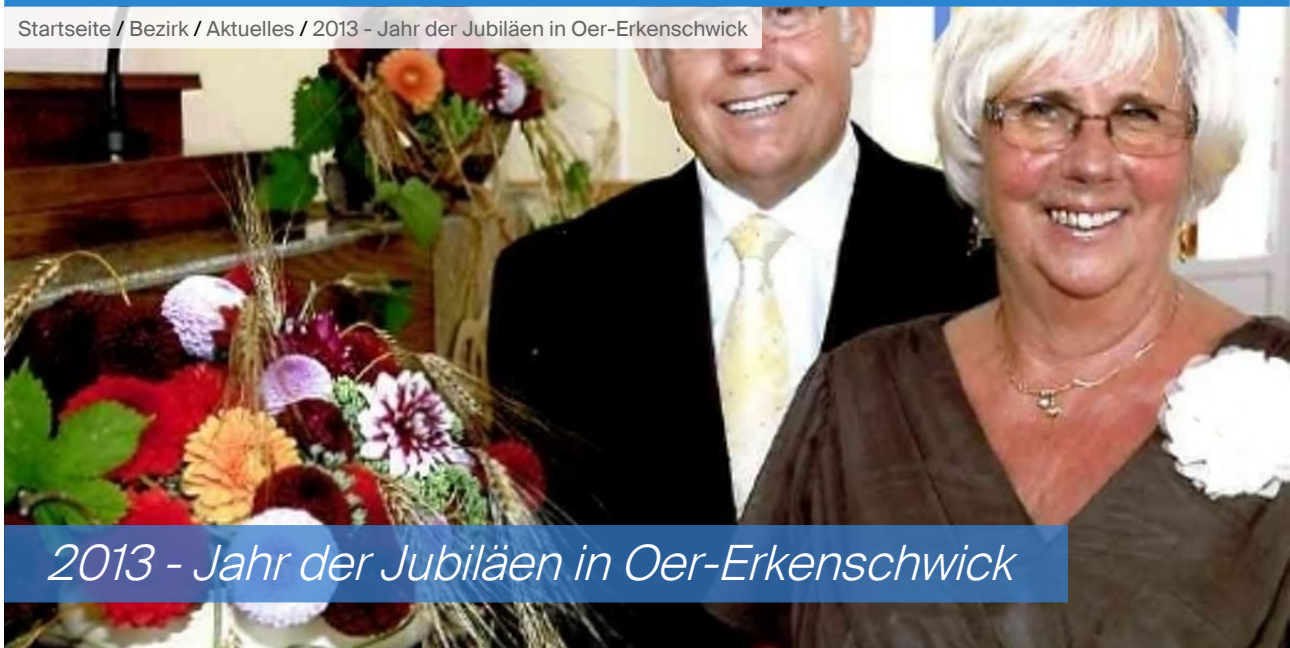 Startseite / Bezirk / Aktuelles / 2013 - Jahr der Jubiläen in Oer-Erkenschwick
2013 - Jahr der Jubiläen in Oer-Erkenschwick